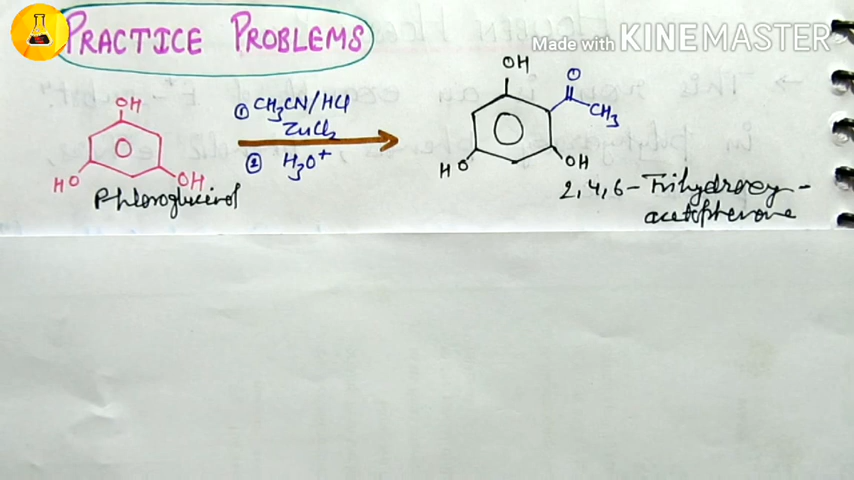 PRACTICE PROBLEMS
Made with KINEMASTER
OH
HO
OH
Phloroglucinol
① CH₃CN/HCl
ZnCl₂
② H₃O⁺
OH
O
CH₃
HO
OH
2,4,6-Trihydroxy-
acetophenone